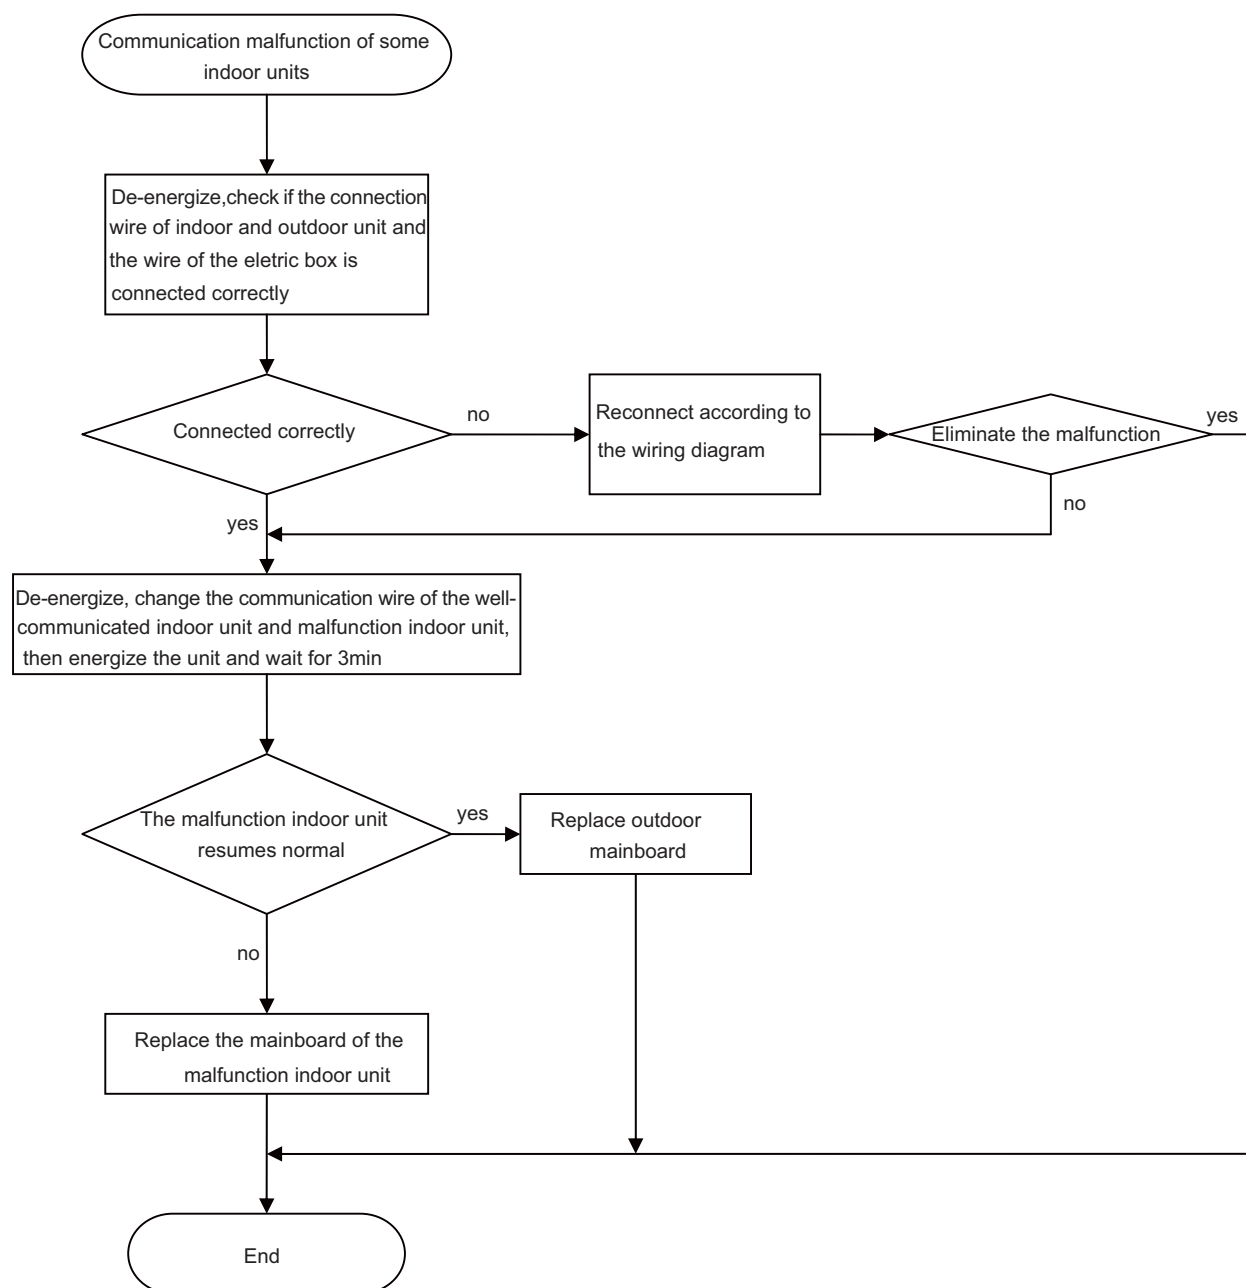 Communication malfunction of some
indoor units
De-energize,check if the connection
wire of indoor and outdoor unit and
the wire of the eletric box is
connected correctly
Connected correctly
no
Reconnect according to
the wiring diagram
Eliminate the malfunction
yes
no
yes
De-energize, change the communication wire of the well-
communicated indoor unit and malfunction indoor unit,
then energize the unit and wait for 3min
The malfunction indoor unit
resumes normal
yes
Replace outdoor
mainboard
no
Replace the mainboard of the
malfunction indoor unit
End